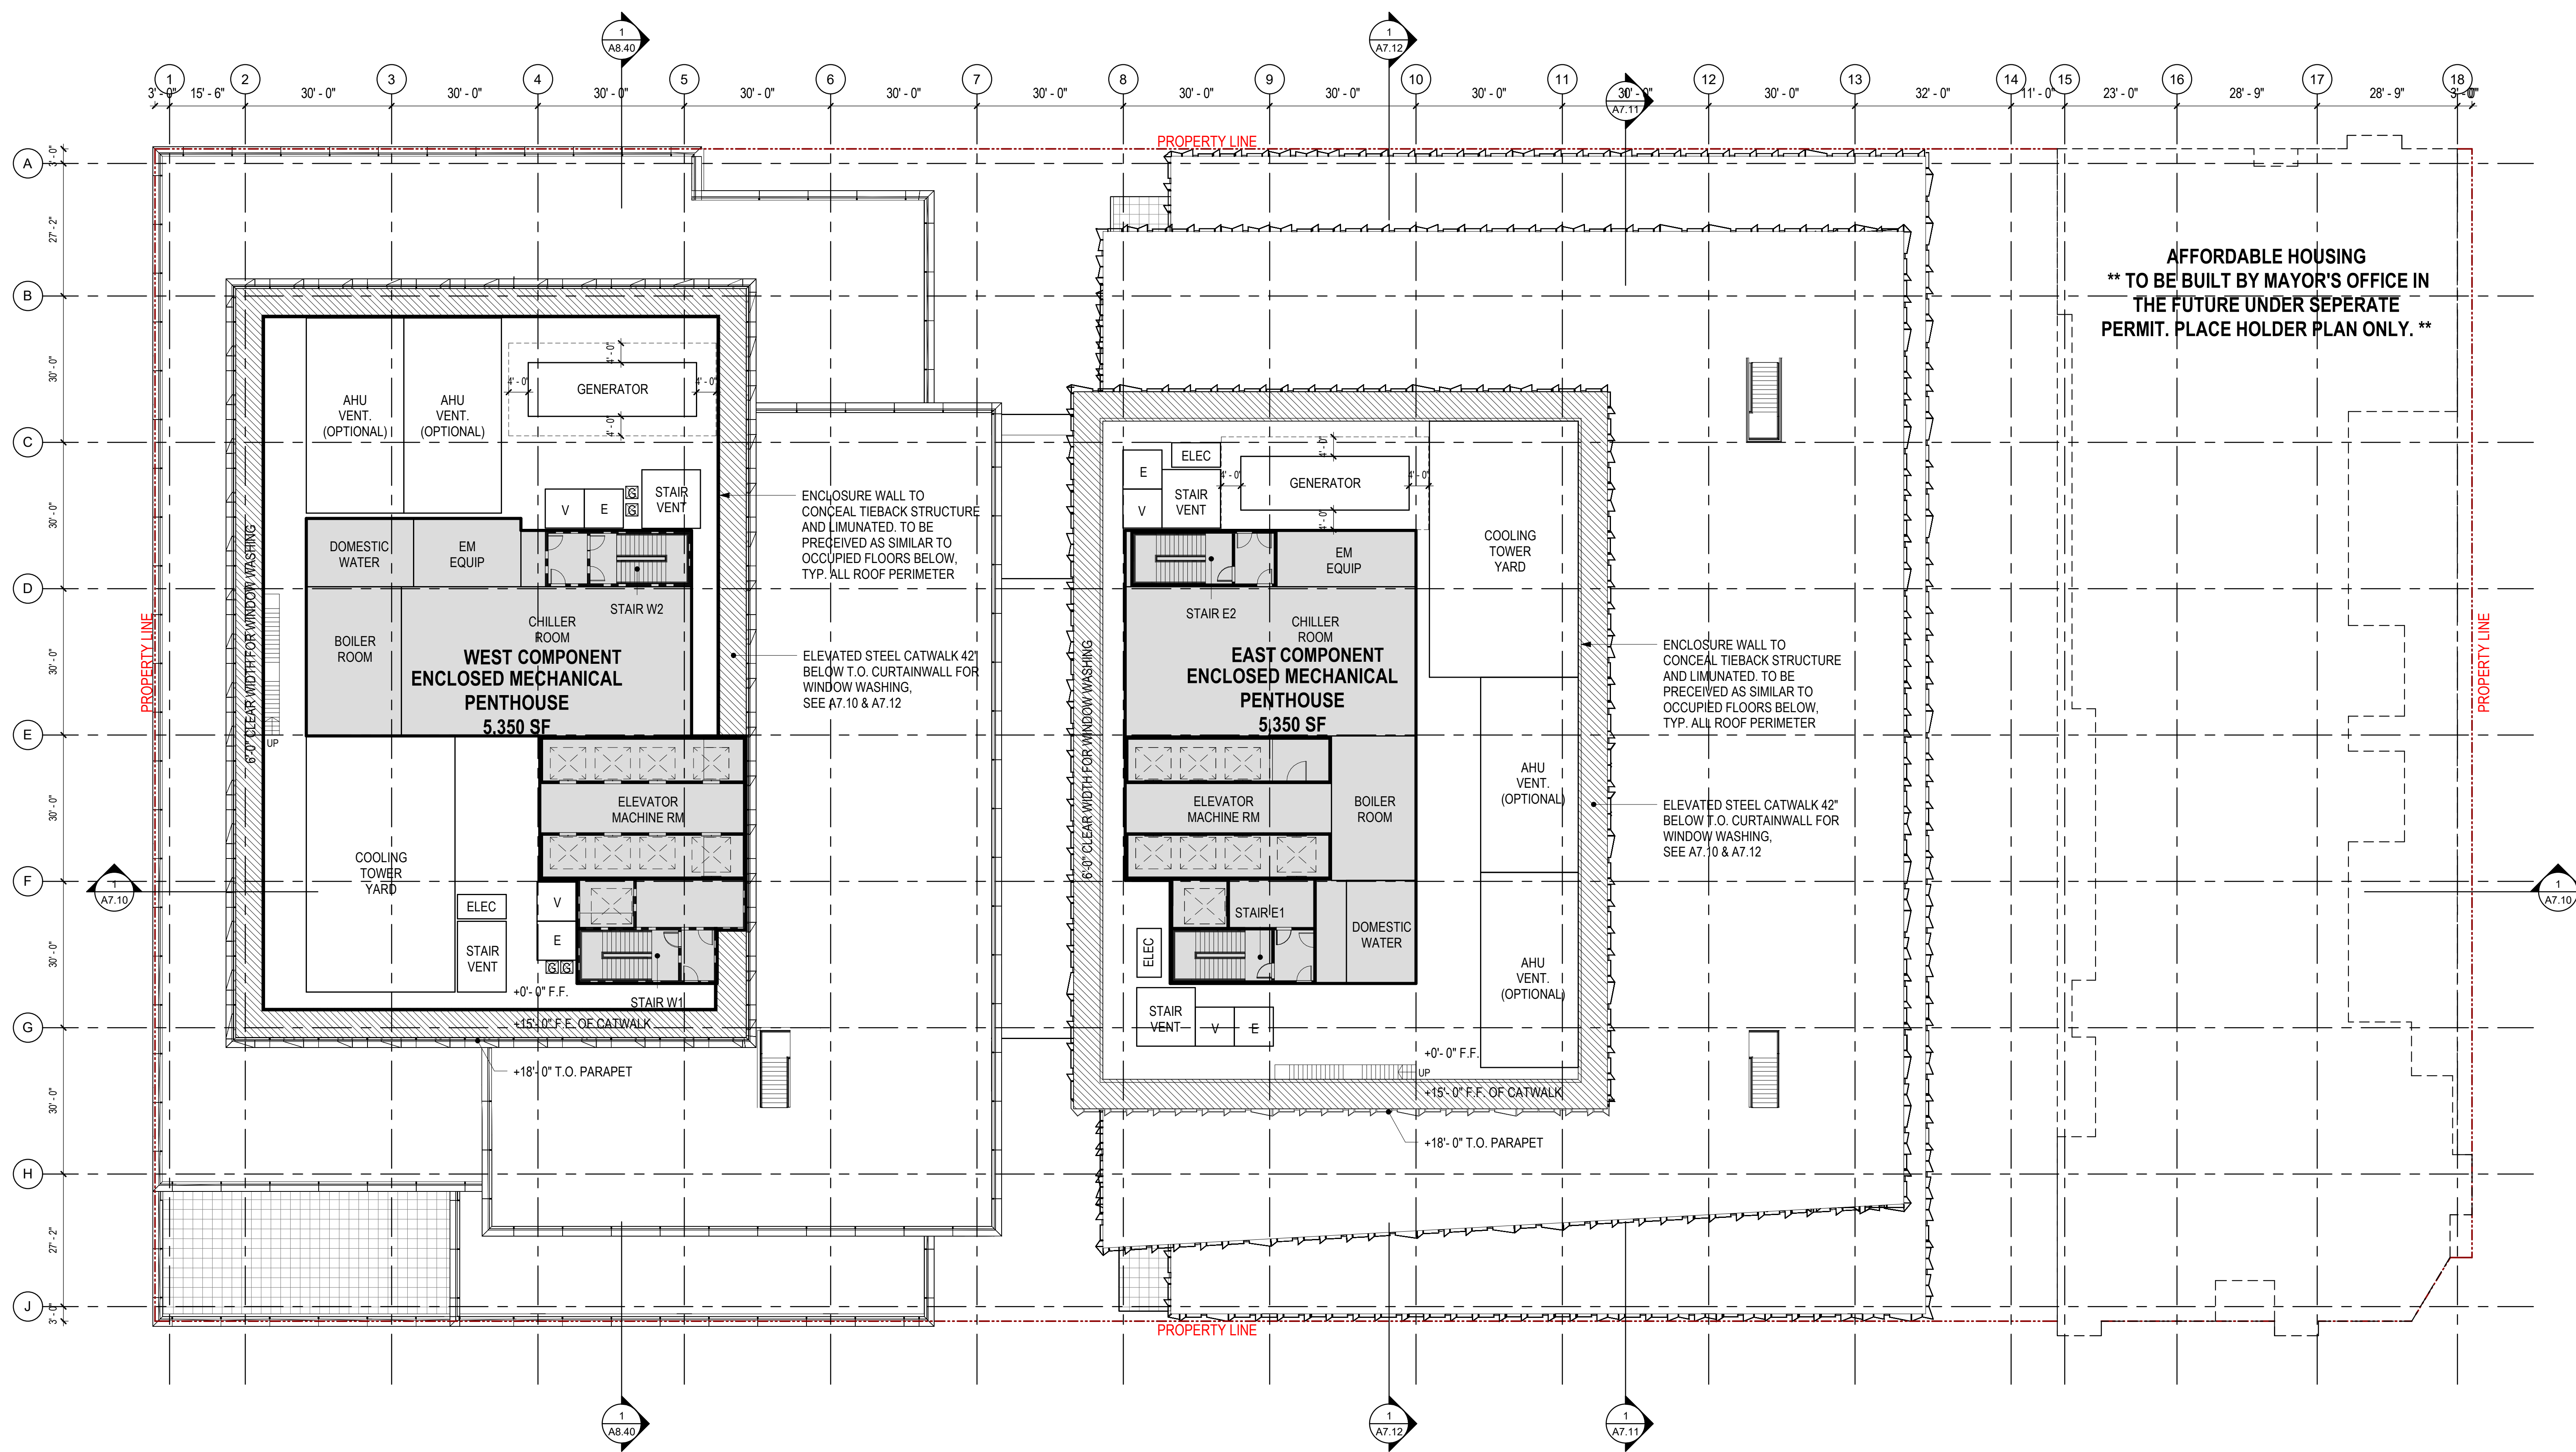 1
A8.40
1
A7.12
1 2 3 4 5 6 7 8 9 10 11 12 13 14 15 16 17 18
3' - 0" 15' - 6" 30' - 0" 30' - 0" 30' - 0" 30' - 0" 30' - 0" 30' - 0" 30' - 0" 30' - 0" 30' - 0" 30' - 0" 30' - 0" 32' - 0" 11' - 0" 23' - 0" 28' - 9" 28' - 9"
A7.11
PROPERTY LINE
A
B
C
D
E
F
G
H
J
3' - 0"
27' - 2"
30' - 0"
30' - 0"
30' - 0"
30' - 0"
30' - 0"
30' - 0"
27' - 2"
3' - 0"
AFFORDABLE HOUSING
** TO BE BUILT BY MAYOR'S OFFICE IN
THE FUTURE UNDER SEPERATE
PERMIT. PLACE HOLDER PLAN ONLY. **
AHU
VENT.
(OPTIONAL)
AHU
VENT.
(OPTIONAL)
GENERATOR
4' - 0"
4' - 0"
4' - 0"
4' - 0"
V
E
G
G
STAIR
VENT
DOMESTIC
WATER
EM
EQUIP
STAIR W2
BOILER
ROOM
CHILLER
ROOM
WEST COMPONENT
ENCLOSED MECHANICAL
PENTHOUSE
5,350 SF
PROPERTY LINE
6'-0" CLEAR WIDTH FOR WINDOW WASHING
UP
ELEVATOR
MACHINE RM
COOLING
TOWER
YARD
ELEC
STAIR
VENT
V
E
G
G
+0'- 0" F.F.
STAIR W1
+15'- 0" F.F. OF CATWALK
+18'- 0" T.O. PARAPET
ENCLOSURE WALL TO
CONCEAL TIEBACK STRUCTURE
AND LIMUNATED. TO BE
PRECEIVED AS SIMILAR TO
OCCUPIED FLOORS BELOW,
TYP. ALL ROOF PERIMETER
ELEVATED STEEL CATWALK 42"
BELOW T.O. CURTAINWALL FOR
WINDOW WASHING,
SEE A7.10 & A7.12
E
V
ELEC
STAIR
VENT
GENERATOR
4' - 0"
4' - 0"
4' - 0"
4' - 0"
COOLING
TOWER
YARD
EM
EQUIP
STAIR E2
CHILLER
ROOM
EAST COMPONENT
ENCLOSED MECHANICAL
PENTHOUSE
5,350 SF
6'-0" CLEAR WIDTH FOR WINDOW WASHING
ELEVATOR
MACHINE RM
BOILER
ROOM
AHU
VENT.
(OPTIONAL)
STAIR E1
DOMESTIC
WATER
ELEC
AHU
VENT.
(OPTIONAL)
STAIR
VENT
V
E
+0'- 0" F.F.
UP
+15'- 0" F.F. OF CATWALK
+18'- 0" T.O. PARAPET
ENCLOSURE WALL TO
CONCEAL TIEBACK STRUCTURE
AND LIMUNATED. TO BE
PRECEIVED AS SIMILAR TO
OCCUPIED FLOORS BELOW,
TYP. ALL ROOF PERIMETER
ELEVATED STEEL CATWALK 42"
BELOW T.O. CURTAINWALL FOR
WINDOW WASHING,
SEE A7.10 & A7.12
PROPERTY LINE
1
A7.10
1
A7.10
PROPERTY LINE
1
A8.40
1
A7.12
1
A7.11